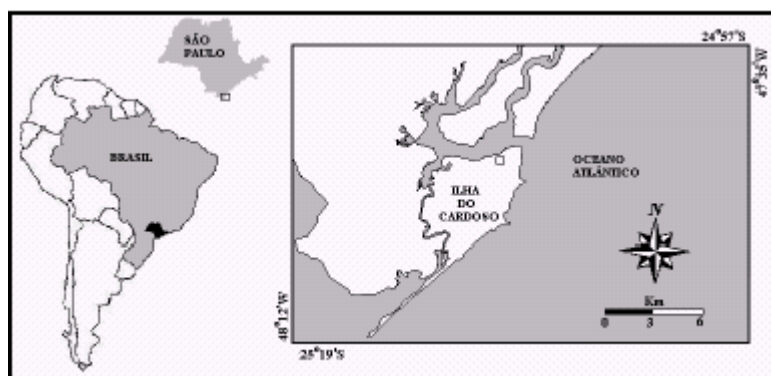 SÃO
PAULO
BRASIL
24°57'S
47°35'W
OCEANO
ATLÂNTICO
ILHA
DO
CARDOSO
N
Km
0 3 6
48°12'W
25°19'S